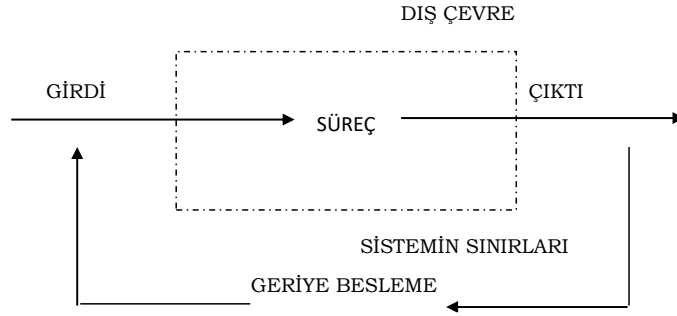 DIŞ ÇEVRE
GİRDİ
ÇIKTI
SÜREÇ
SİSTEMİN SINIRLARI
GERİYE BESLEME